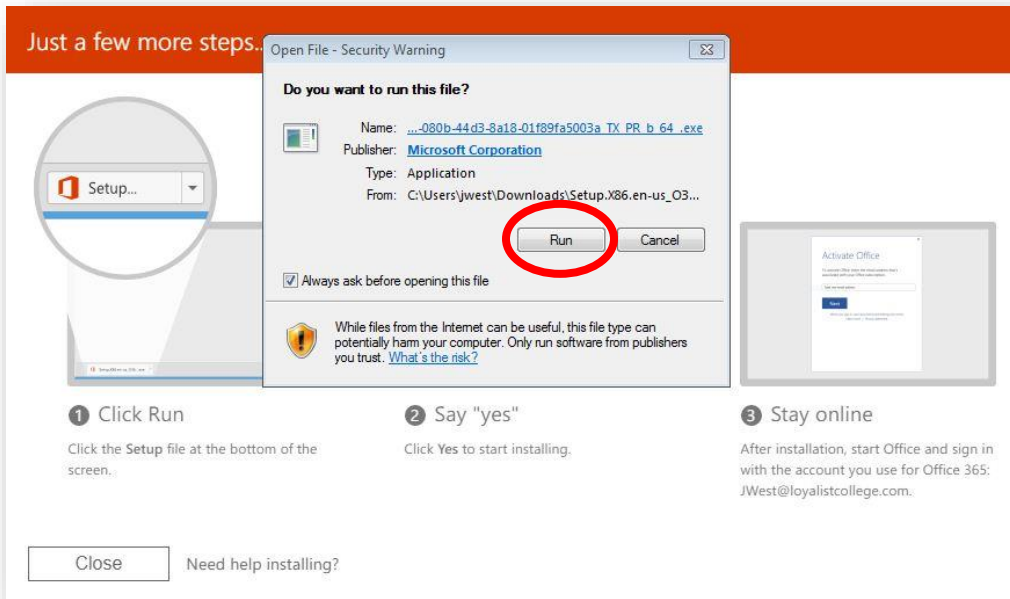 Just a few more steps..
Open File - Security Warning
Do you want to run this file?
Name: ...-080b-44d3-8a18-01f89fa5003a TX PR b 64 .exe
Publisher: Microsoft Corporation
Type: Application
From: C:\Users\jwest\Downloads\Setup.X86.en-us_O3...
Run Cancel
Always ask before opening this file
While files from the Internet can be useful, this file type can
potentially harm your computer. Only run software from publishers
you trust. What's the risk?
Setup...
Activate Office
1 Click Run
Click the Setup file at the bottom of the
screen.
2 Say "yes"
Click Yes to start installing.
3 Stay online
After installation, start Office and sign in
with the account you use for Office 365:
JWest@loyalistcollege.com.
Close Need help installing?